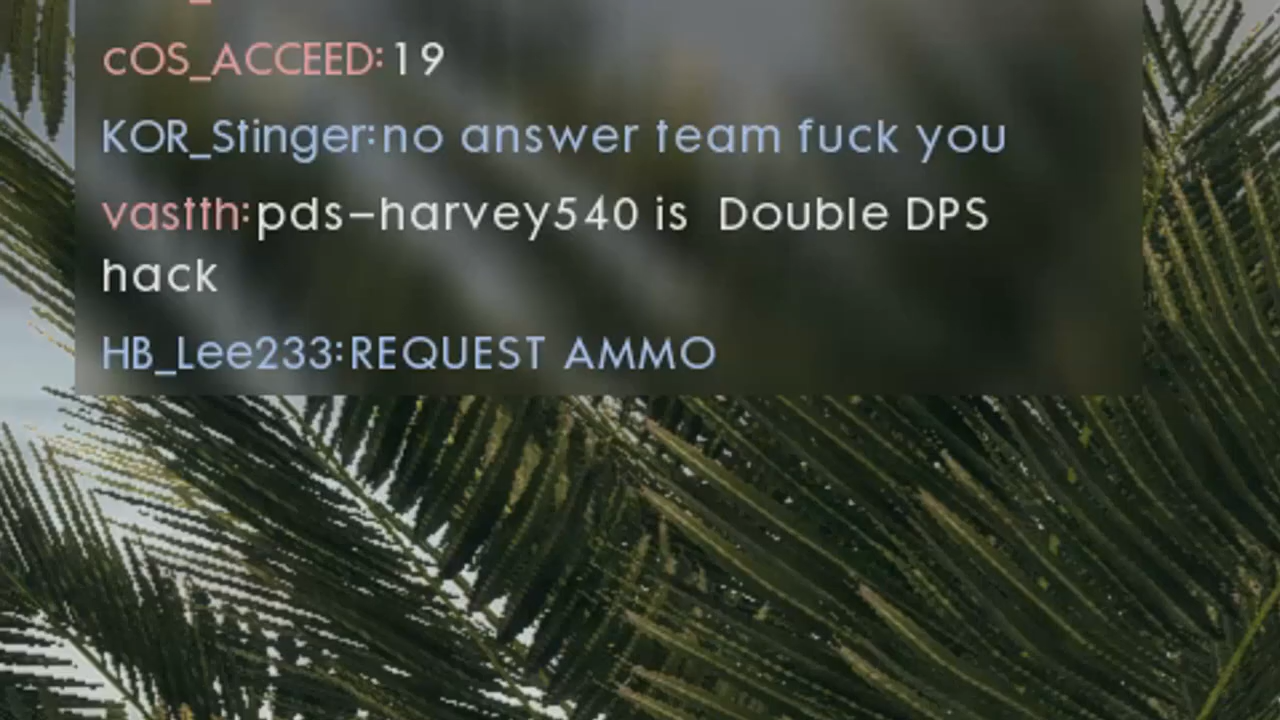 cOS_ACCEED:19
KOR_Stinger:no answer team fuck you
vastth:pds-harvey540 is  Double DPS
hack
HB_Lee233:REQUEST AMMO